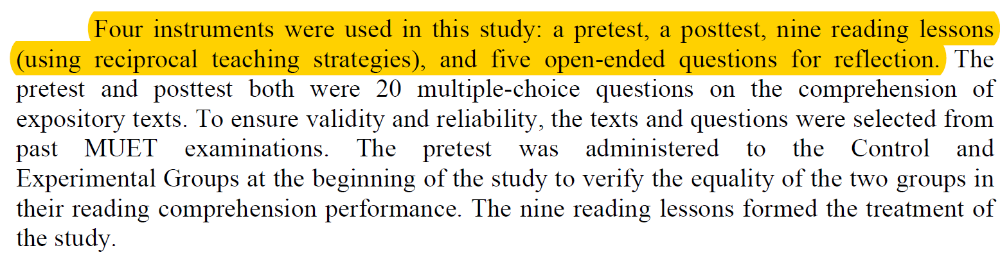 Four instruments were used in this study: a pretest, a posttest, nine reading lessons
(using reciprocal teaching strategies), and five open-ended questions for reflection. The
pretest and posttest both were 20 multiple-choice questions on the comprehension of
expository texts. To ensure validity and reliability, the texts and questions were selected from
past MUET examinations. The pretest was administered to the Control and
Experimental Groups at the beginning of the study to verify the equality of the two groups in
their reading comprehension performance. The nine reading lessons formed the treatment of
the study.